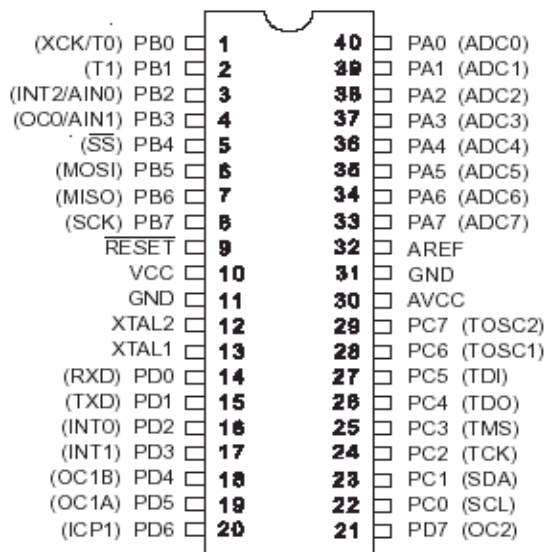 (XCK/T0) PB0 1 40 PA0 (ADC0)
(T1) PB1 2 39 PA1 (ADC1)
(INT2/AIN0) PB2 3 38 PA2 (ADC2)
(OC0/AIN1) PB3 4 37 PA3 (ADC3)
(SS) PB4 5 36 PA4 (ADC4)
(MOSI) PB5 6 35 PA5 (ADC5)
(MISO) PB6 7 34 PA6 (ADC6)
(SCK) PB7 8 33 PA7 (ADC7)
RESET 9 32 AREF
VCC 10 31 GND
GND 11 30 AVCC
XTAL2 12 29 PC7 (TOSC2)
XTAL1 13 28 PC6 (TOSC1)
(RXD) PD0 14 27 PC5 (TDI)
(TXD) PD1 15 26 PC4 (TDO)
(INT0) PD2 16 25 PC3 (TMS)
(INT1) PD3 17 24 PC2 (TCK)
(OC1B) PD4 18 23 PC1 (SDA)
(OC1A) PD5 19 22 PC0 (SCL)
(ICP1) PD6 20 21 PD7 (OC2)